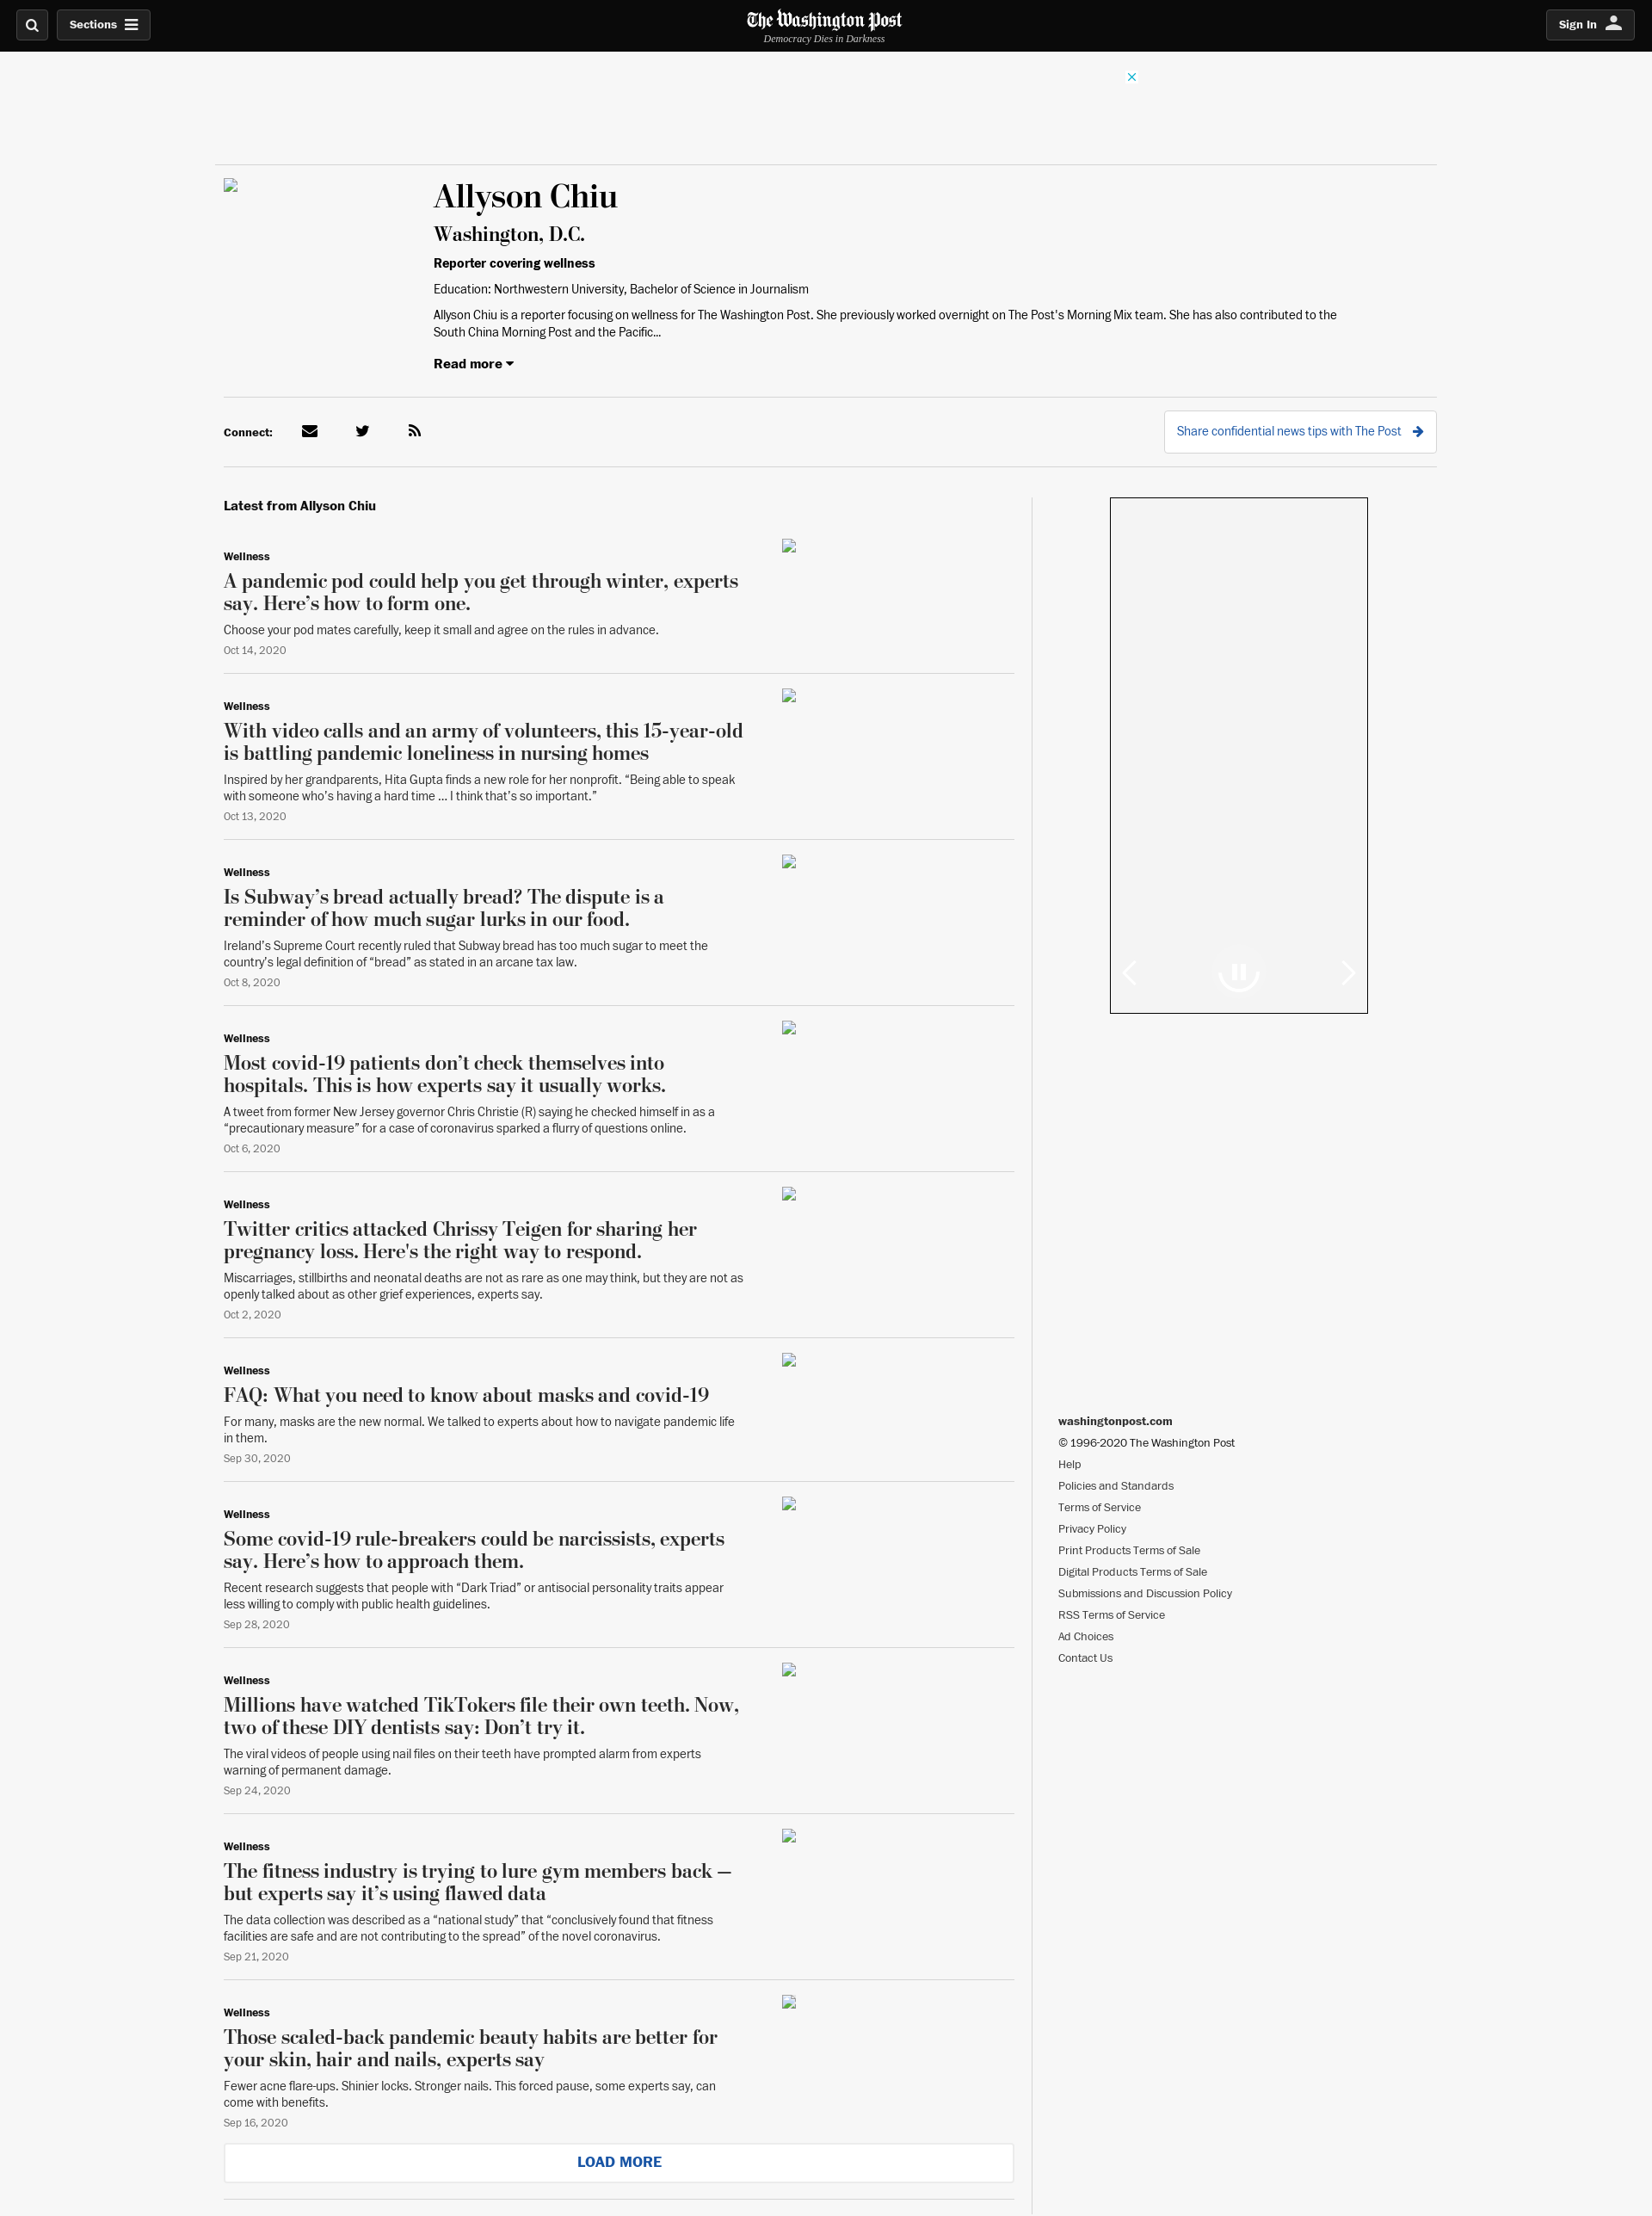 Sections
The Washington Post
Democracy Dies in Darkness
Sign In
Allyson Chiu
Washington, D.C.
Reporter covering wellness
Education: Northwestern University, Bachelor of Science in Journalism
Allyson Chiu is a reporter focusing on wellness for The Washington Post. She previously worked overnight on The Post's Morning Mix team. She has also contributed to the
South China Morning Post and the Pacific...
Read more
Connect:
Share confidential news tips with The Post
Latest from Allyson Chiu
Wellness
A pandemic pod could help you get through winter, experts
say. Here’s how to form one.
Choose your pod mates carefully, keep it small and agree on the rules in advance.
Oct 14, 2020
Wellness
With video calls and an army of volunteers, this 15-year-old
is battling pandemic loneliness in nursing homes
Inspired by her grandparents, Hita Gupta finds a new role for her nonprofit. “Being able to speak
with someone who’s having a hard time ... I think that’s so important.”
Oct 13, 2020
Wellness
Is Subway’s bread actually bread? The dispute is a
reminder of how much sugar lurks in our food.
Ireland’s Supreme Court recently ruled that Subway bread has too much sugar to meet the
country’s legal definition of “bread” as stated in an arcane tax law.
Oct 8, 2020
Wellness
Most covid-19 patients don’t check themselves into
hospitals. This is how experts say it usually works.
A tweet from former New Jersey governor Chris Christie (R) saying he checked himself in as a
“precautionary measure” for a case of coronavirus sparked a flurry of questions online.
Oct 6, 2020
Wellness
Twitter critics attacked Chrissy Teigen for sharing her
pregnancy loss. Here's the right way to respond.
Miscarriages, stillbirths and neonatal deaths are not as rare as one may think, but they are not as
openly talked about as other grief experiences, experts say.
Oct 2, 2020
Wellness
FAQ: What you need to know about masks and covid-19
For many, masks are the new normal. We talked to experts about how to navigate pandemic life
in them.
Sep 30, 2020
Wellness
Some covid-19 rule-breakers could be narcissists, experts
say. Here’s how to approach them.
Recent research suggests that people with “Dark Triad” or antisocial personality traits appear
less willing to comply with public health guidelines.
Sep 28, 2020
Wellness
Millions have watched TikTokers file their own teeth. Now,
two of these DIY dentists say: Don’t try it.
The viral videos of people using nail files on their teeth have prompted alarm from experts
warning of permanent damage.
Sep 24, 2020
Wellness
The fitness industry is trying to lure gym members back —
but experts say it’s using flawed data
The data collection was described as a “national study” that “conclusively found that fitness
facilities are safe and are not contributing to the spread” of the novel coronavirus.
Sep 21, 2020
Wellness
Those scaled-back pandemic beauty habits are better for
your skin, hair and nails, experts say
Fewer acne flare-ups. Shinier locks. Stronger nails. This forced pause, some experts say, can
come with benefits.
Sep 16, 2020
LOAD MORE
washingtonpost.com
© 1996-2020 The Washington Post
Help
Policies and Standards
Terms of Service
Privacy Policy
Print Products Terms of Sale
Digital Products Terms of Sale
Submissions and Discussion Policy
RSS Terms of Service
Ad Choices
Contact Us